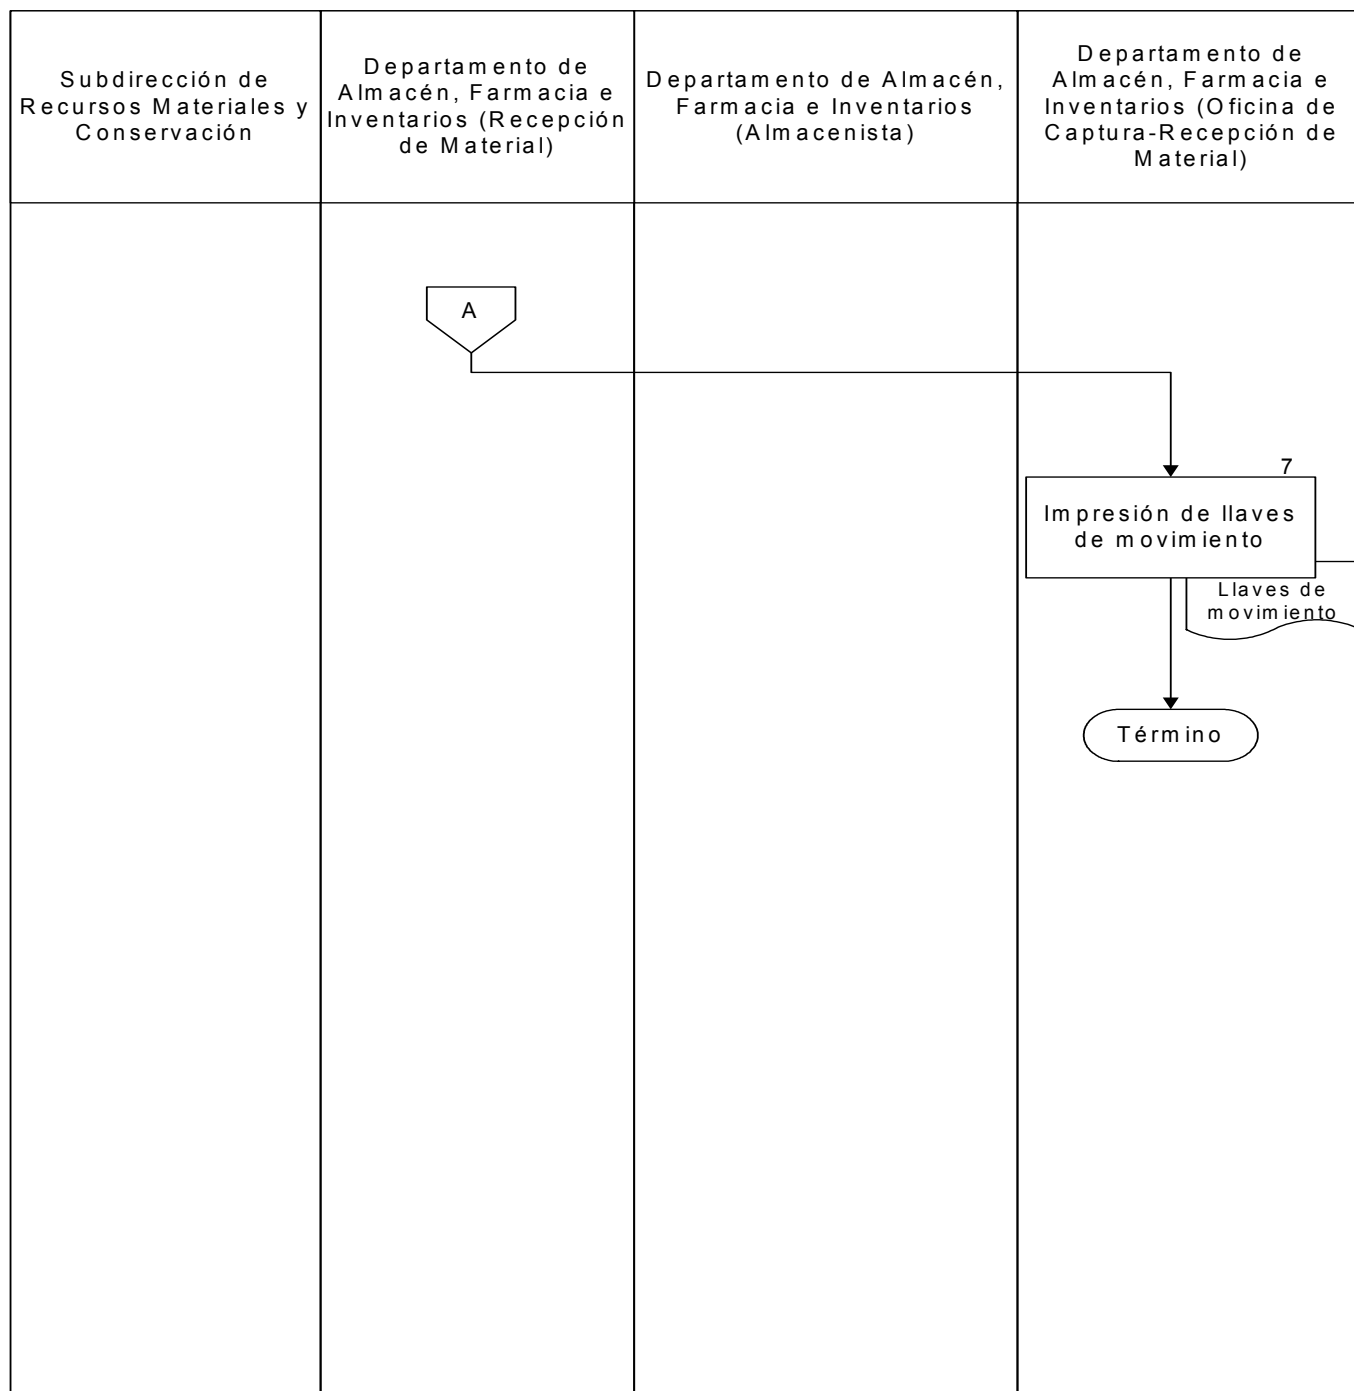 Subdirección de
Recursos Materiales y
Conservación
Departamento de
Almacén, Farmacia e
Inventarios (Recepción
de Material)
Departamento de Almacén,
Farmacia e Inventarios
(Almacenista)
Departamento de
Almacén, Farmacia e
Inventarios (Oficina de
Captura-Recepción de
Material)
A
7
Impresión de llaves
de movimiento
Llaves de
movimiento
Término